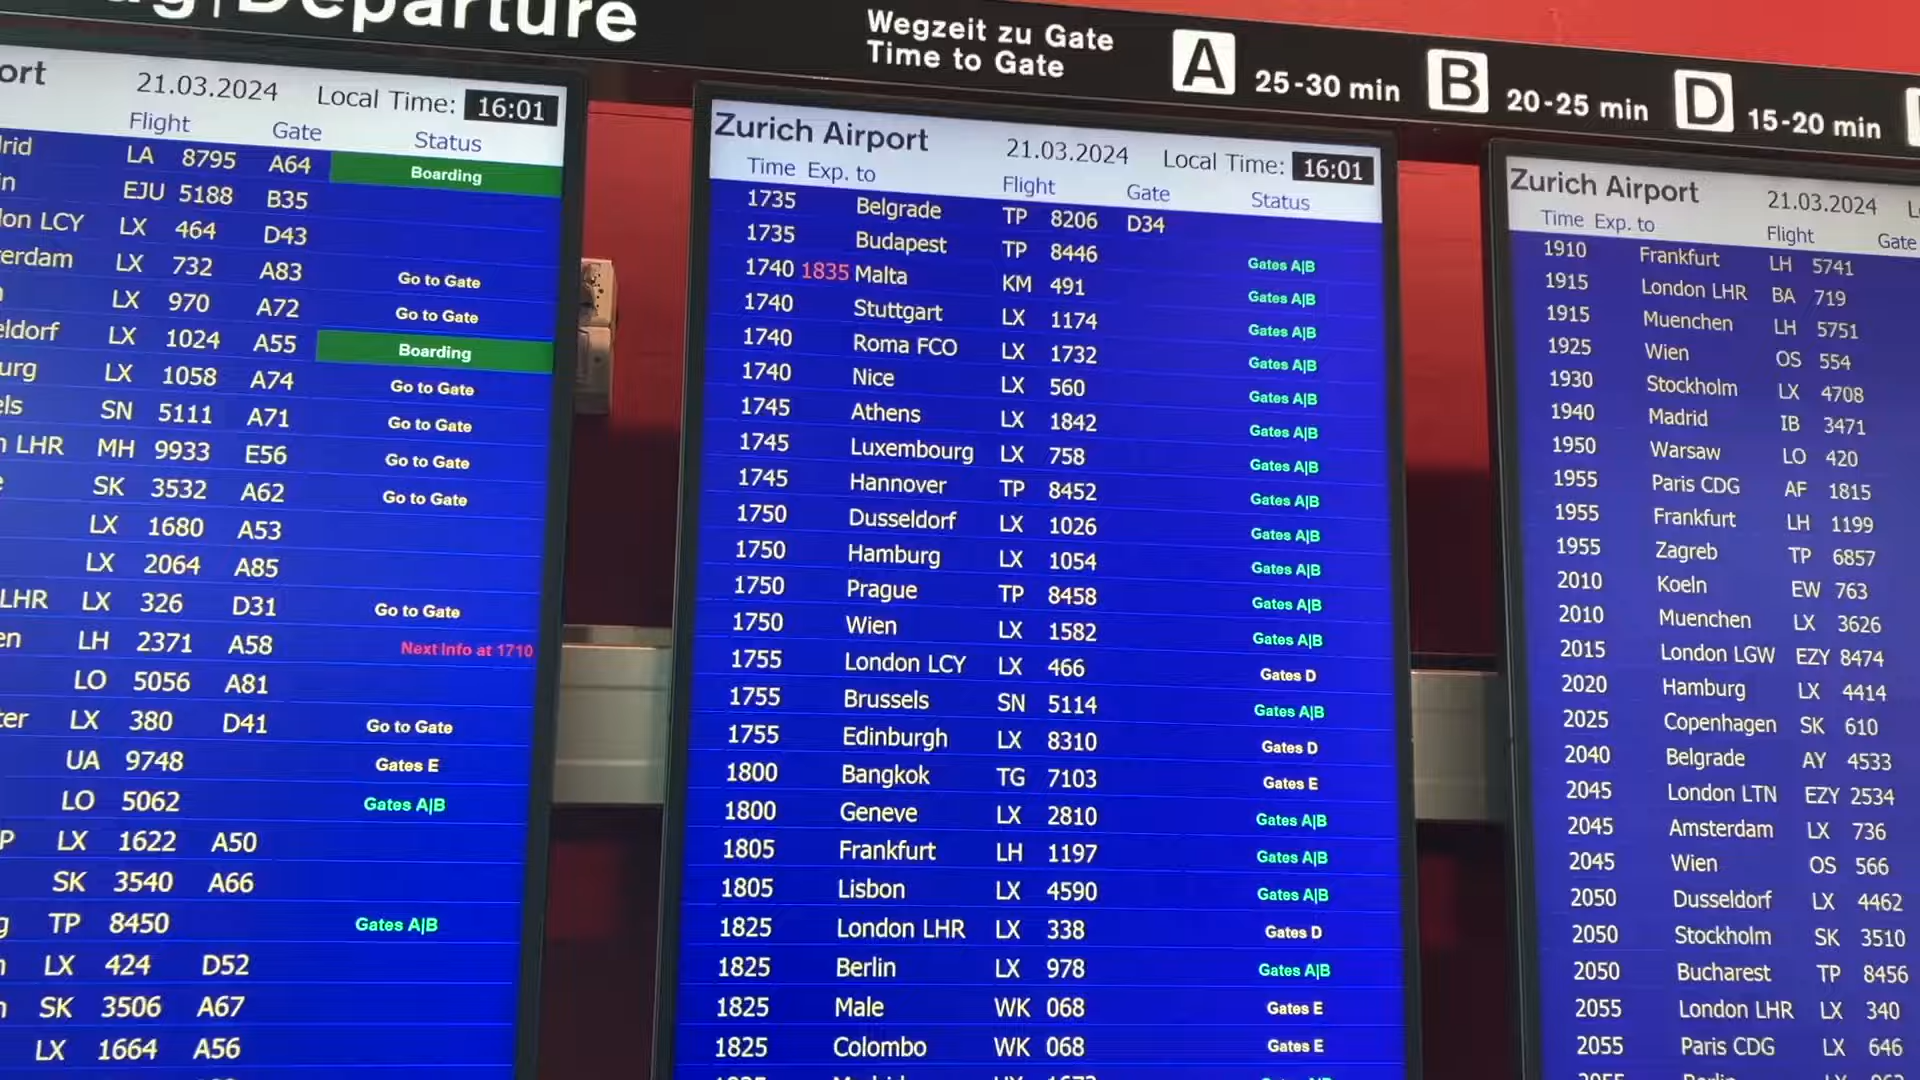 Departure
Wegzeit zu Gate
Time to Gate
A 25-30 min B 20-25 min D 15-20 min
21.03.2024 Local Time: 16:01
Flight Gate Status
LA 8795 A64 Boarding
EJU 5188 B35
LCY LX 464 D43
LX 732 A83 Go to Gate
LX 970 A72 Go to Gate
LX 1024 A55 Boarding
LX 1058 A74 Go to Gate
SN 5111 A71 Go to Gate
LHR MH 9933 E56 Go to Gate
SK 3532 A62 Go to Gate
LX 1680 A53
LX 2064 A85
LHR LX 326 D31 Go to Gate
LH 2371 A58 Next Info at 1710
LO 5056 A81
LX 380 D41 Go to Gate
UA 9748 Gates E
LO 5062 Gates A|B
LX 1622 A50
SK 3540 A66
TP 8450 Gates A|B
LX 424 D52
SK 3506 A67
LX 1664 A56
Zurich Airport 21.03.2024 Local Time: 16:01
Time Exp. to Flight Gate Status
1735 Belgrade TP 8206 D34
1735 Budapest TP 8446 Gates A|B
1740 1835 Malta KM 491 Gates A|B
1740 Stuttgart LX 1174 Gates A|B
1740 Roma FCO LX 1732 Gates A|B
1740 Nice LX 560 Gates A|B
1745 Athens LX 1842 Gates A|B
1745 Luxembourg LX 758 Gates A|B
1745 Hannover TP 8452 Gates A|B
1750 Dusseldorf LX 1026 Gates A|B
1750 Hamburg LX 1054 Gates A|B
1750 Prague TP 8458 Gates A|B
1750 Wien LX 1582 Gates A|B
1755 London LCY LX 466 Gates D
1755 Brussels SN 5114 Gates A|B
1755 Edinburgh LX 8310 Gates D
1800 Bangkok TG 7103 Gates E
1800 Geneve LX 2810 Gates A|B
1805 Frankfurt LH 1197 Gates A|B
1805 Lisbon LX 4590 Gates A|B
1825 London LHR LX 338 Gates D
1825 Berlin LX 978 Gates A|B
1825 Male WK 068 Gates E
1825 Colombo WK 068 Gates E
Zurich Airport 21.03.2024
Time Exp. to Flight Gate
1910 Frankfurt LH 5741
1915 London LHR BA 719
1915 Muenchen LH 5751
1925 Wien OS 554
1930 Stockholm LX 4708
1940 Madrid IB 3471
1950 Warsaw LO 420
1955 Paris CDG AF 1815
1955 Frankfurt LH 1199
1955 Zagreb TP 6857
2010 Koeln EW 763
2010 Muenchen LX 3626
2015 London LGW EZY 8474
2020 Hamburg LX 4414
2025 Copenhagen SK 610
2040 Belgrade AY 4533
2045 London LTN EZY 2534
2045 Amsterdam LX 736
2045 Wien OS 566
2050 Dusseldorf LX 4462
2050 Stockholm SK 3510
2050 Bucharest TP 8456
2055 London LHR LX 340
2055 Paris CDG LX 646